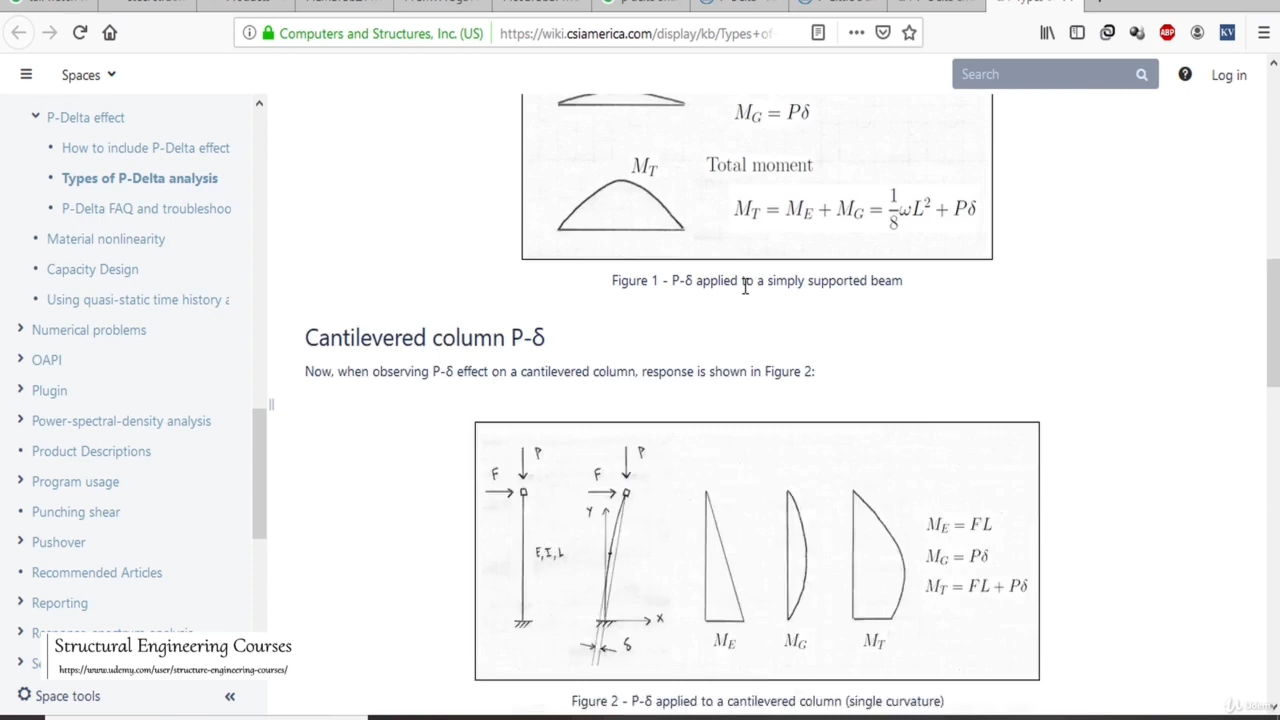 Computers and Structures, Inc. (US)
https://wiki.csiamerica.com/display/kb/Types+of-
ABP
KV
Spaces
Search
Log in
P-Delta effect
How to include P-Delta effect
Types of P-Delta analysis
P-Delta FAQ and troubleshoo
Material nonlinearity
Capacity Design
Using quasi-static time history a
Numerical problems
OAPI
Plugin
Power-spectral-density analysis
Product Descriptions
Program usage
Punching shear
Pushover
Recommended Articles
Reporting
Space tools
M_G = Pδ
M_T Total moment
M_T = M_E + M_G = 1/8 ωL² + Pδ
Figure 1 - P-δ applied to a simply supported beam
Cantilevered column P-δ
Now, when observing P-δ effect on a cantilevered column, response is shown in Figure 2:
P
P
F
F
Y
E, I, L
X
δ
M_E
M_G
M_T
M_E = FL
M_G = Pδ
M_T = FL + Pδ
Figure 2 - P-δ applied to a cantilevered column (single curvature)
Structural Engineering Courses
https://www.udemy.com/user/structure-engineering-courses/
Udemy